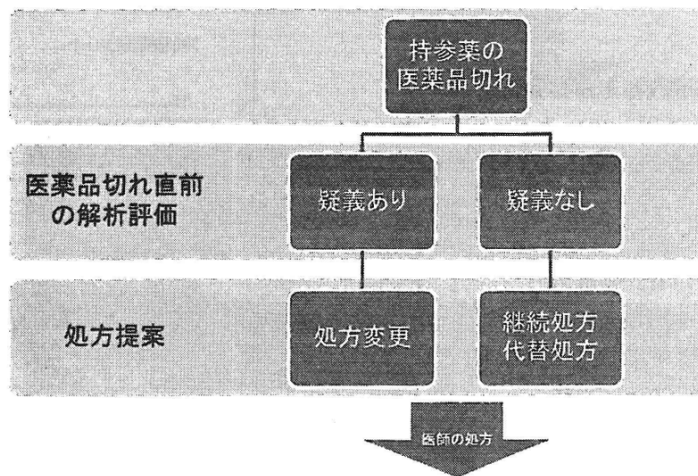 持参薬の
医薬品切れ
医薬品切れ直前
の解析評価
疑義あり
疑義なし
処方提案
処方変更
継続処方
代替処方
医師の処方